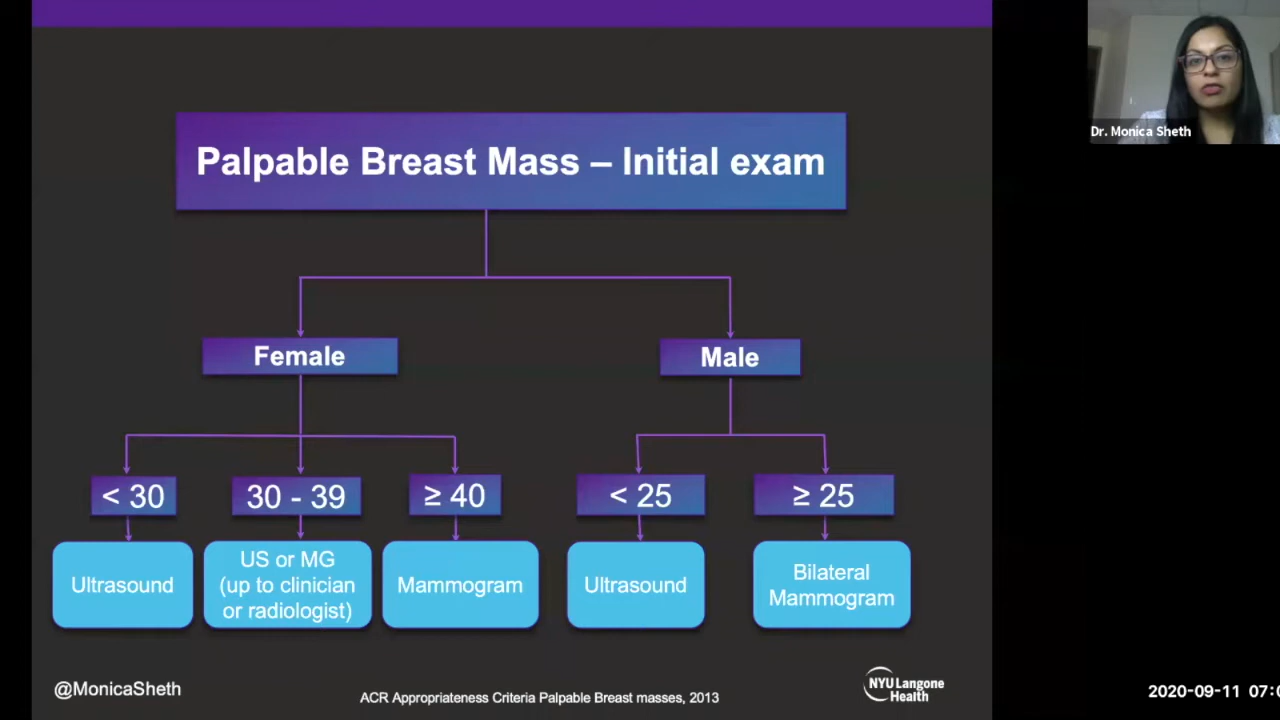 Palpable Breast Mass – Initial exam
Dr. Monica Sheth
Female
Male
< 30
30 - 39
≥ 40
< 25
≥ 25
Ultrasound
US or MG
(up to clinician
or radiologist)
Mammogram
Ultrasound
Bilateral
Mammogram
@MonicaSheth
ACR Appropriateness Criteria Palpable Breast masses, 2013
NYU Langone
Health
2020-09-11 07:0